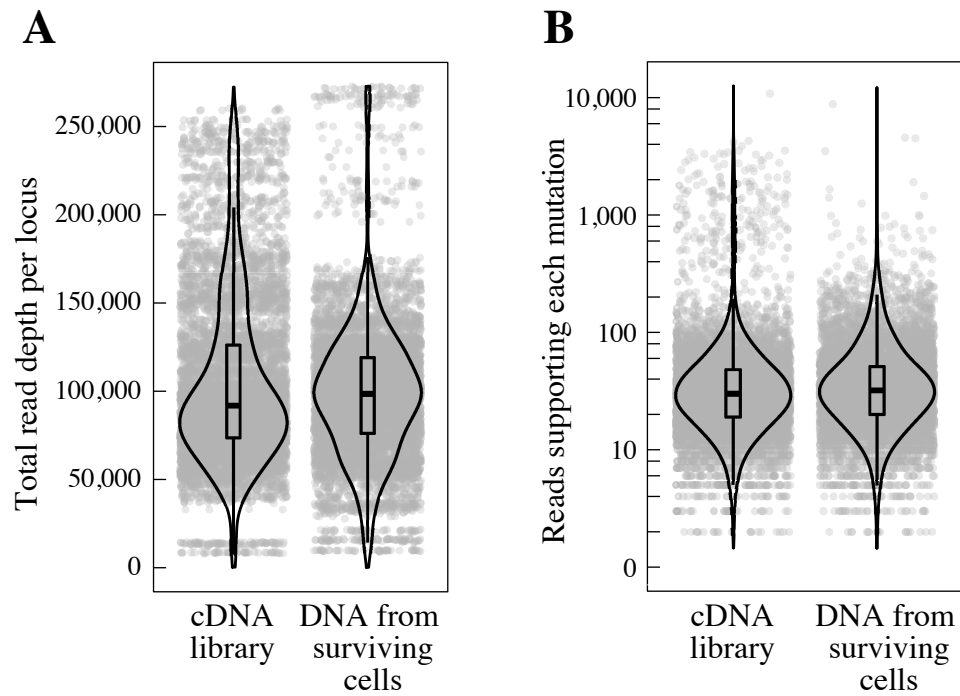 A
Total read depth per locus
250,000
200,000
150,000
100,000
50,000
0
cDNA
library
DNA from
surviving
cells
B
Reads supporting each mutation
10,000
1,000
100
10
0
cDNA
library
DNA from
surviving
cells